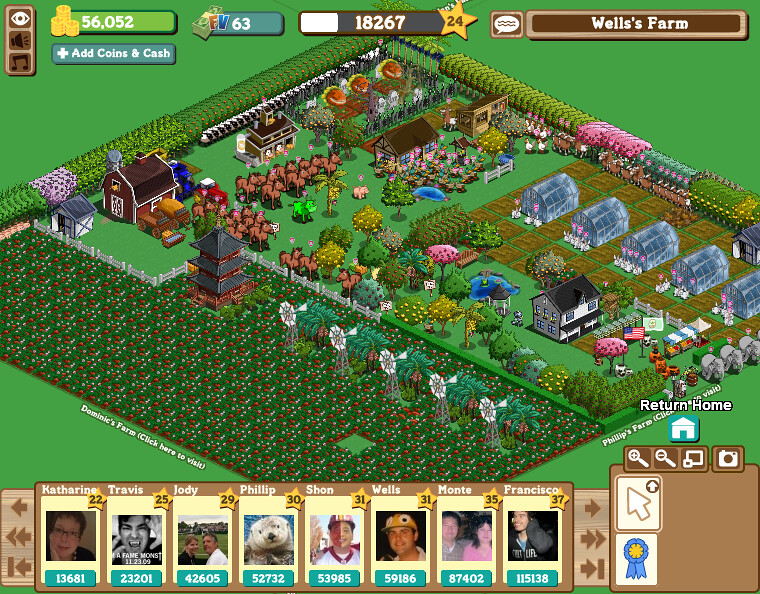 56,052
FV 63
18267
24
Wells's Farm
Add Coins & Cash
Dominic's Farm (Click here to visit)
Phillip's Farm (Click here to visit)
Return Home
Katharine 22
Travis 25
Jody 29
Phillip 30
Shon 31
Wells 31
Monte 35
Francisco 37
A FAME MONST
11.23.09
13681
23201
42605
52732
53985
59186
87402
115138